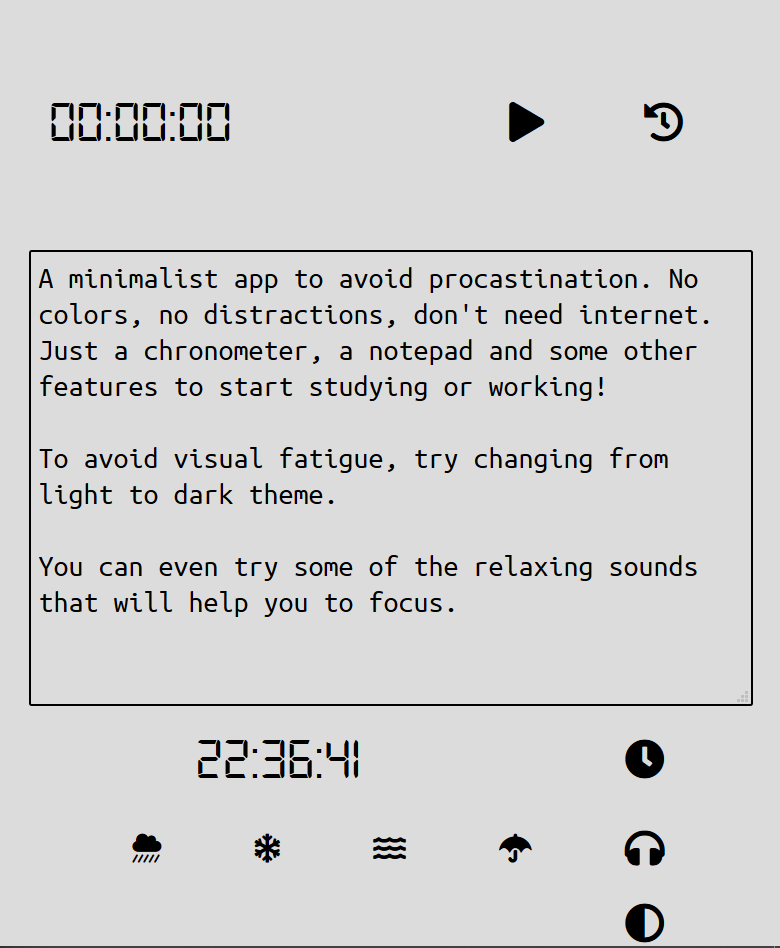 00:00:00
A minimalist app to avoid procastination. No
colors, no distractions, don't need internet.
Just a chronometer, a notepad and some other
features to start studying or working!
To avoid visual fatigue, try changing from
light to dark theme.
You can even try some of the relaxing sounds
that will help you to focus.
22:36:41